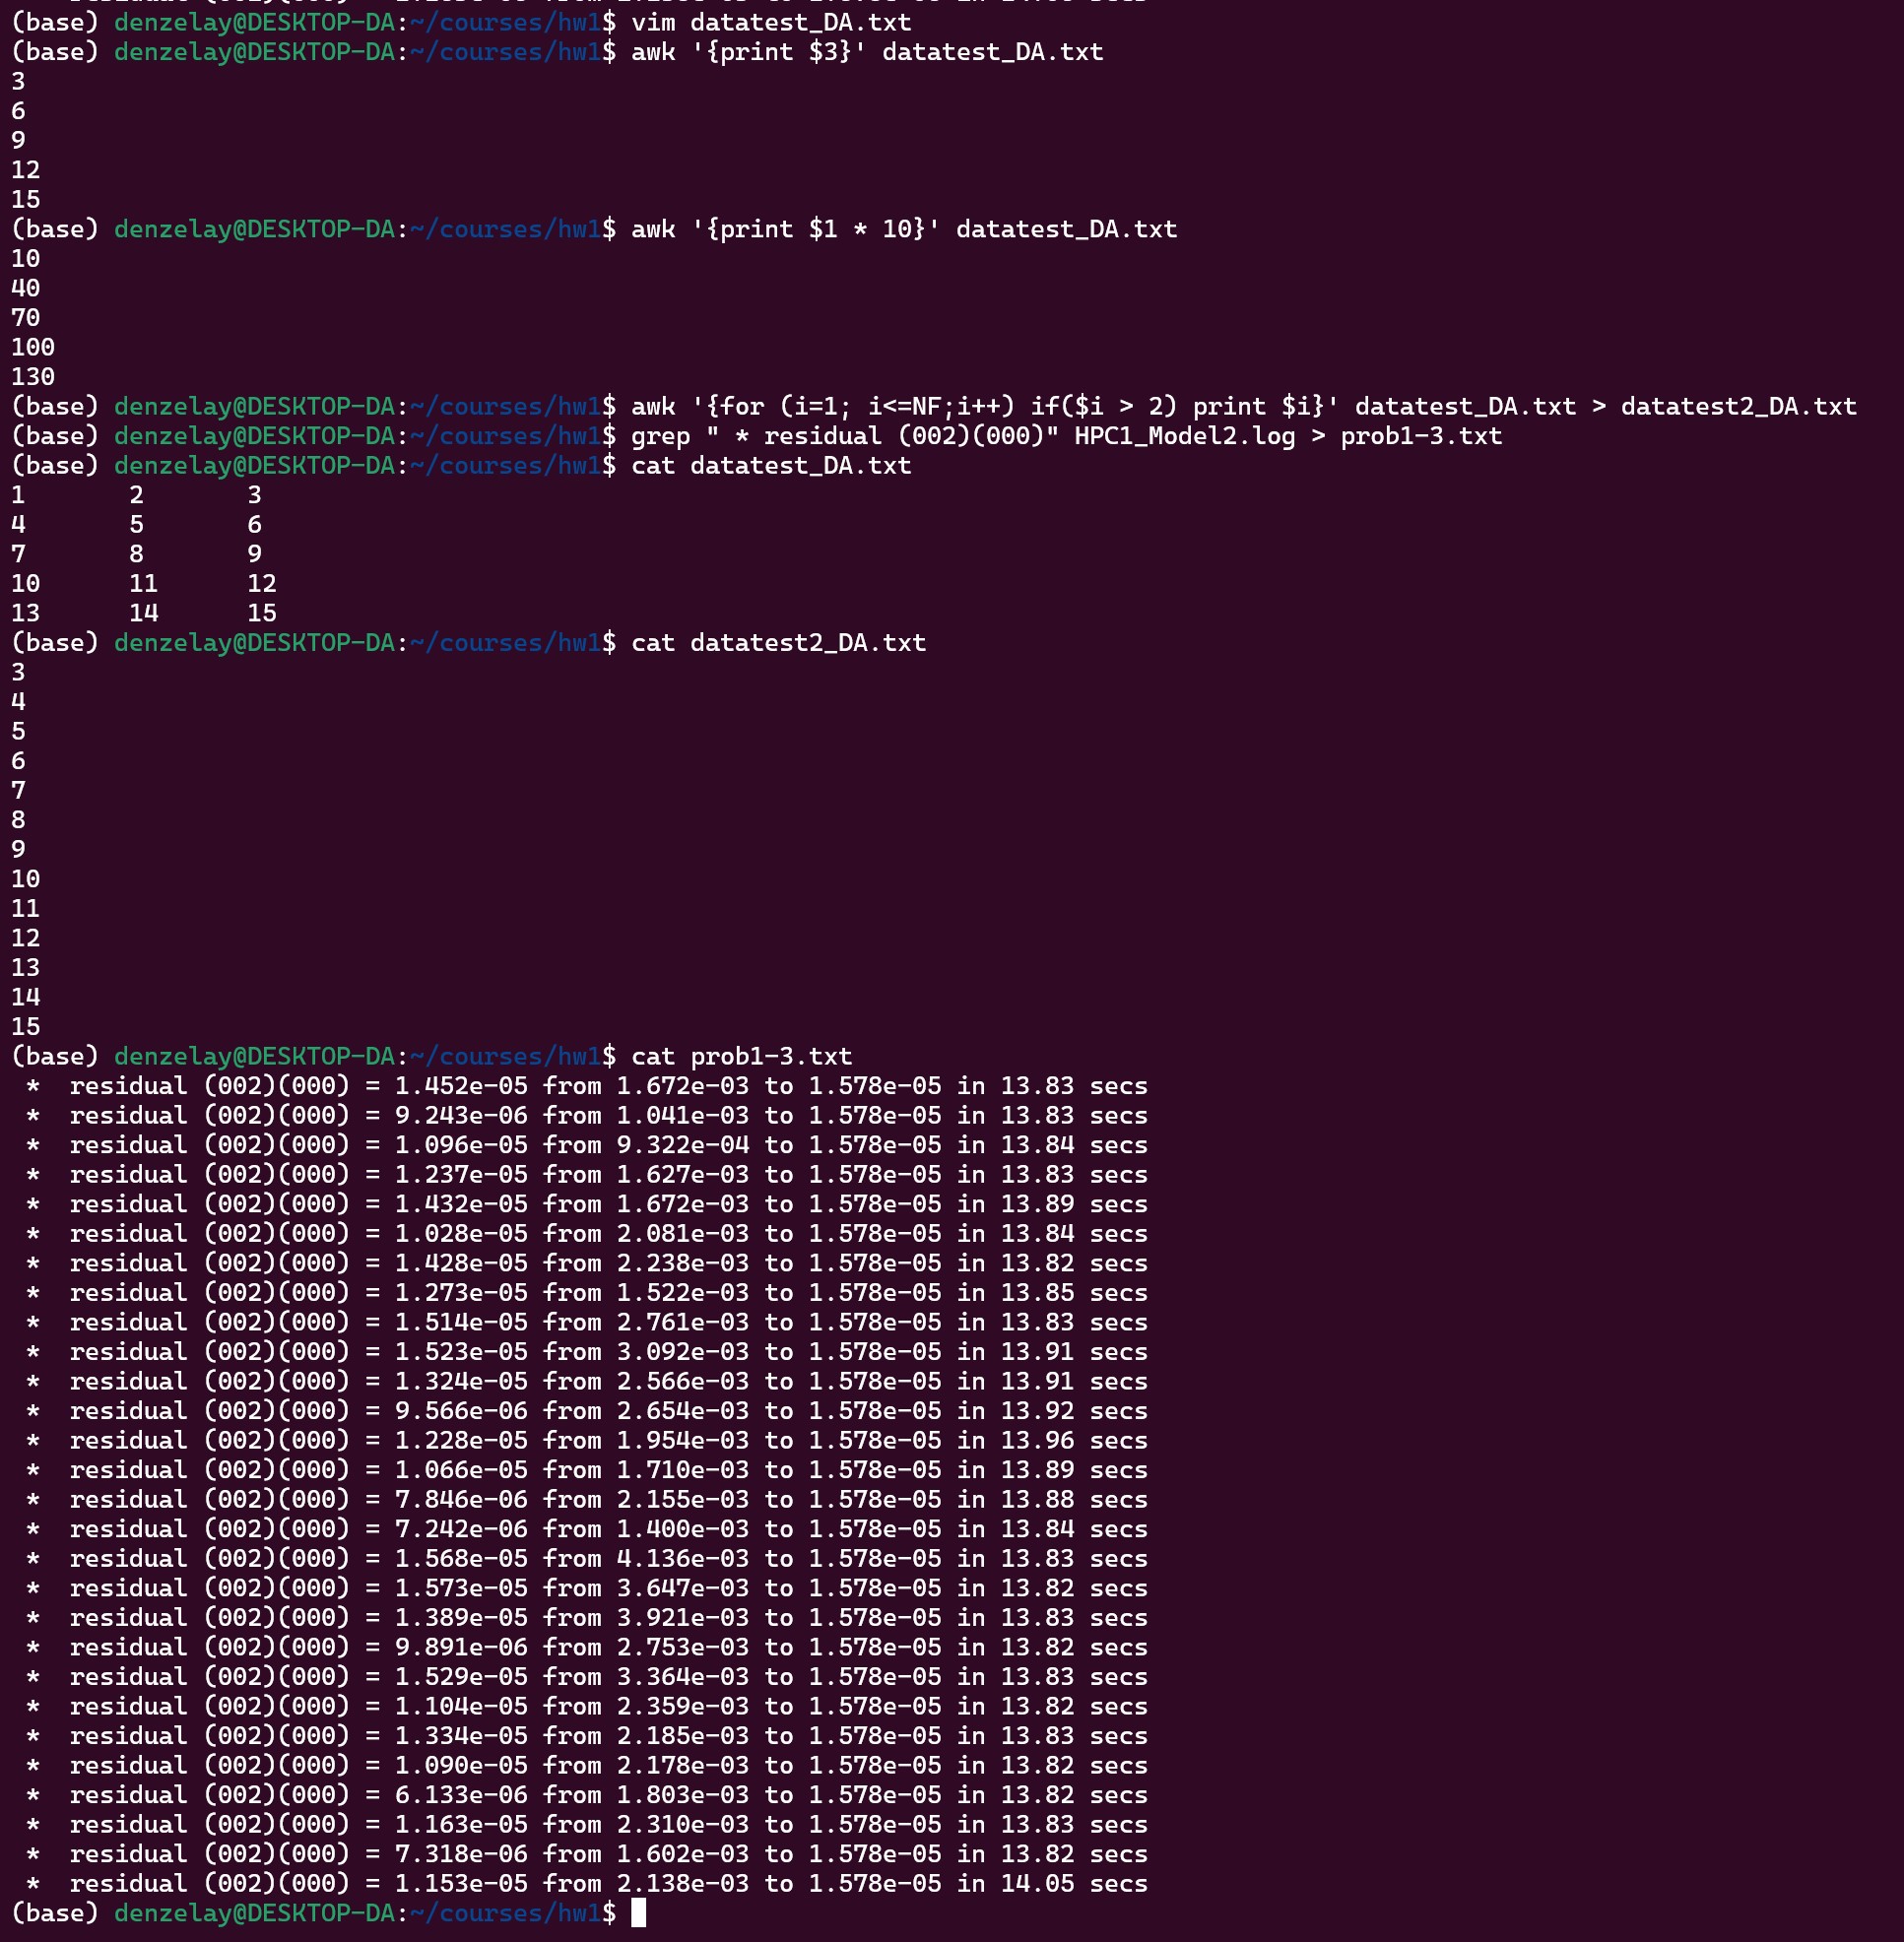 (base) denzelay@DESKTOP-DA:~/courses/hw1$ vim datatest_DA.txt
(base) denzelay@DESKTOP-DA:~/courses/hw1$ awk '{print $3}' datatest_DA.txt
3
6
9
12
15
(base) denzelay@DESKTOP-DA:~/courses/hw1$ awk '{print $1 * 10}' datatest_DA.txt
10
40
70
100
130
(base) denzelay@DESKTOP-DA:~/courses/hw1$ awk '{for (i=1; i<=NF;i++) if($i > 2) print $i}' datatest_DA.txt > datatest2_DA.txt
(base) denzelay@DESKTOP-DA:~/courses/hw1$ grep " * residual (002)(000)" HPC1_Model2.log > prob1-3.txt
(base) denzelay@DESKTOP-DA:~/courses/hw1$ cat datatest_DA.txt
1       2       3
4       5       6
7       8       9
10      11      12
13      14      15
(base) denzelay@DESKTOP-DA:~/courses/hw1$ cat datatest2_DA.txt
3
4
5
6
7
8
9
10
11
12
13
14
15
(base) denzelay@DESKTOP-DA:~/courses/hw1$ cat prob1-3.txt
 *  residual (002)(000) = 1.452e-05 from 1.672e-03 to 1.578e-05 in 13.83 secs
 *  residual (002)(000) = 9.243e-06 from 1.041e-03 to 1.578e-05 in 13.83 secs
 *  residual (002)(000) = 1.096e-05 from 9.322e-04 to 1.578e-05 in 13.84 secs
 *  residual (002)(000) = 1.237e-05 from 1.627e-03 to 1.578e-05 in 13.83 secs
 *  residual (002)(000) = 1.432e-05 from 1.672e-03 to 1.578e-05 in 13.89 secs
 *  residual (002)(000) = 1.028e-05 from 2.081e-03 to 1.578e-05 in 13.84 secs
 *  residual (002)(000) = 1.428e-05 from 2.238e-03 to 1.578e-05 in 13.82 secs
 *  residual (002)(000) = 1.273e-05 from 1.522e-03 to 1.578e-05 in 13.85 secs
 *  residual (002)(000) = 1.514e-05 from 2.761e-03 to 1.578e-05 in 13.83 secs
 *  residual (002)(000) = 1.523e-05 from 3.092e-03 to 1.578e-05 in 13.91 secs
 *  residual (002)(000) = 1.324e-05 from 2.566e-03 to 1.578e-05 in 13.91 secs
 *  residual (002)(000) = 9.566e-06 from 2.654e-03 to 1.578e-05 in 13.92 secs
 *  residual (002)(000) = 1.228e-05 from 1.954e-03 to 1.578e-05 in 13.96 secs
 *  residual (002)(000) = 1.066e-05 from 1.710e-03 to 1.578e-05 in 13.89 secs
 *  residual (002)(000) = 7.846e-06 from 2.155e-03 to 1.578e-05 in 13.88 secs
 *  residual (002)(000) = 7.242e-06 from 1.400e-03 to 1.578e-05 in 13.84 secs
 *  residual (002)(000) = 1.568e-05 from 4.136e-03 to 1.578e-05 in 13.83 secs
 *  residual (002)(000) = 1.573e-05 from 3.647e-03 to 1.578e-05 in 13.82 secs
 *  residual (002)(000) = 1.389e-05 from 3.921e-03 to 1.578e-05 in 13.83 secs
 *  residual (002)(000) = 9.891e-06 from 2.753e-03 to 1.578e-05 in 13.82 secs
 *  residual (002)(000) = 1.529e-05 from 3.364e-03 to 1.578e-05 in 13.83 secs
 *  residual (002)(000) = 1.104e-05 from 2.359e-03 to 1.578e-05 in 13.82 secs
 *  residual (002)(000) = 1.334e-05 from 2.185e-03 to 1.578e-05 in 13.83 secs
 *  residual (002)(000) = 1.090e-05 from 2.178e-03 to 1.578e-05 in 13.82 secs
 *  residual (002)(000) = 6.133e-06 from 1.803e-03 to 1.578e-05 in 13.82 secs
 *  residual (002)(000) = 1.163e-05 from 2.310e-03 to 1.578e-05 in 13.83 secs
 *  residual (002)(000) = 7.318e-06 from 1.602e-03 to 1.578e-05 in 13.82 secs
 *  residual (002)(000) = 1.153e-05 from 2.138e-03 to 1.578e-05 in 14.05 secs
(base) denzelay@DESKTOP-DA:~/courses/hw1$